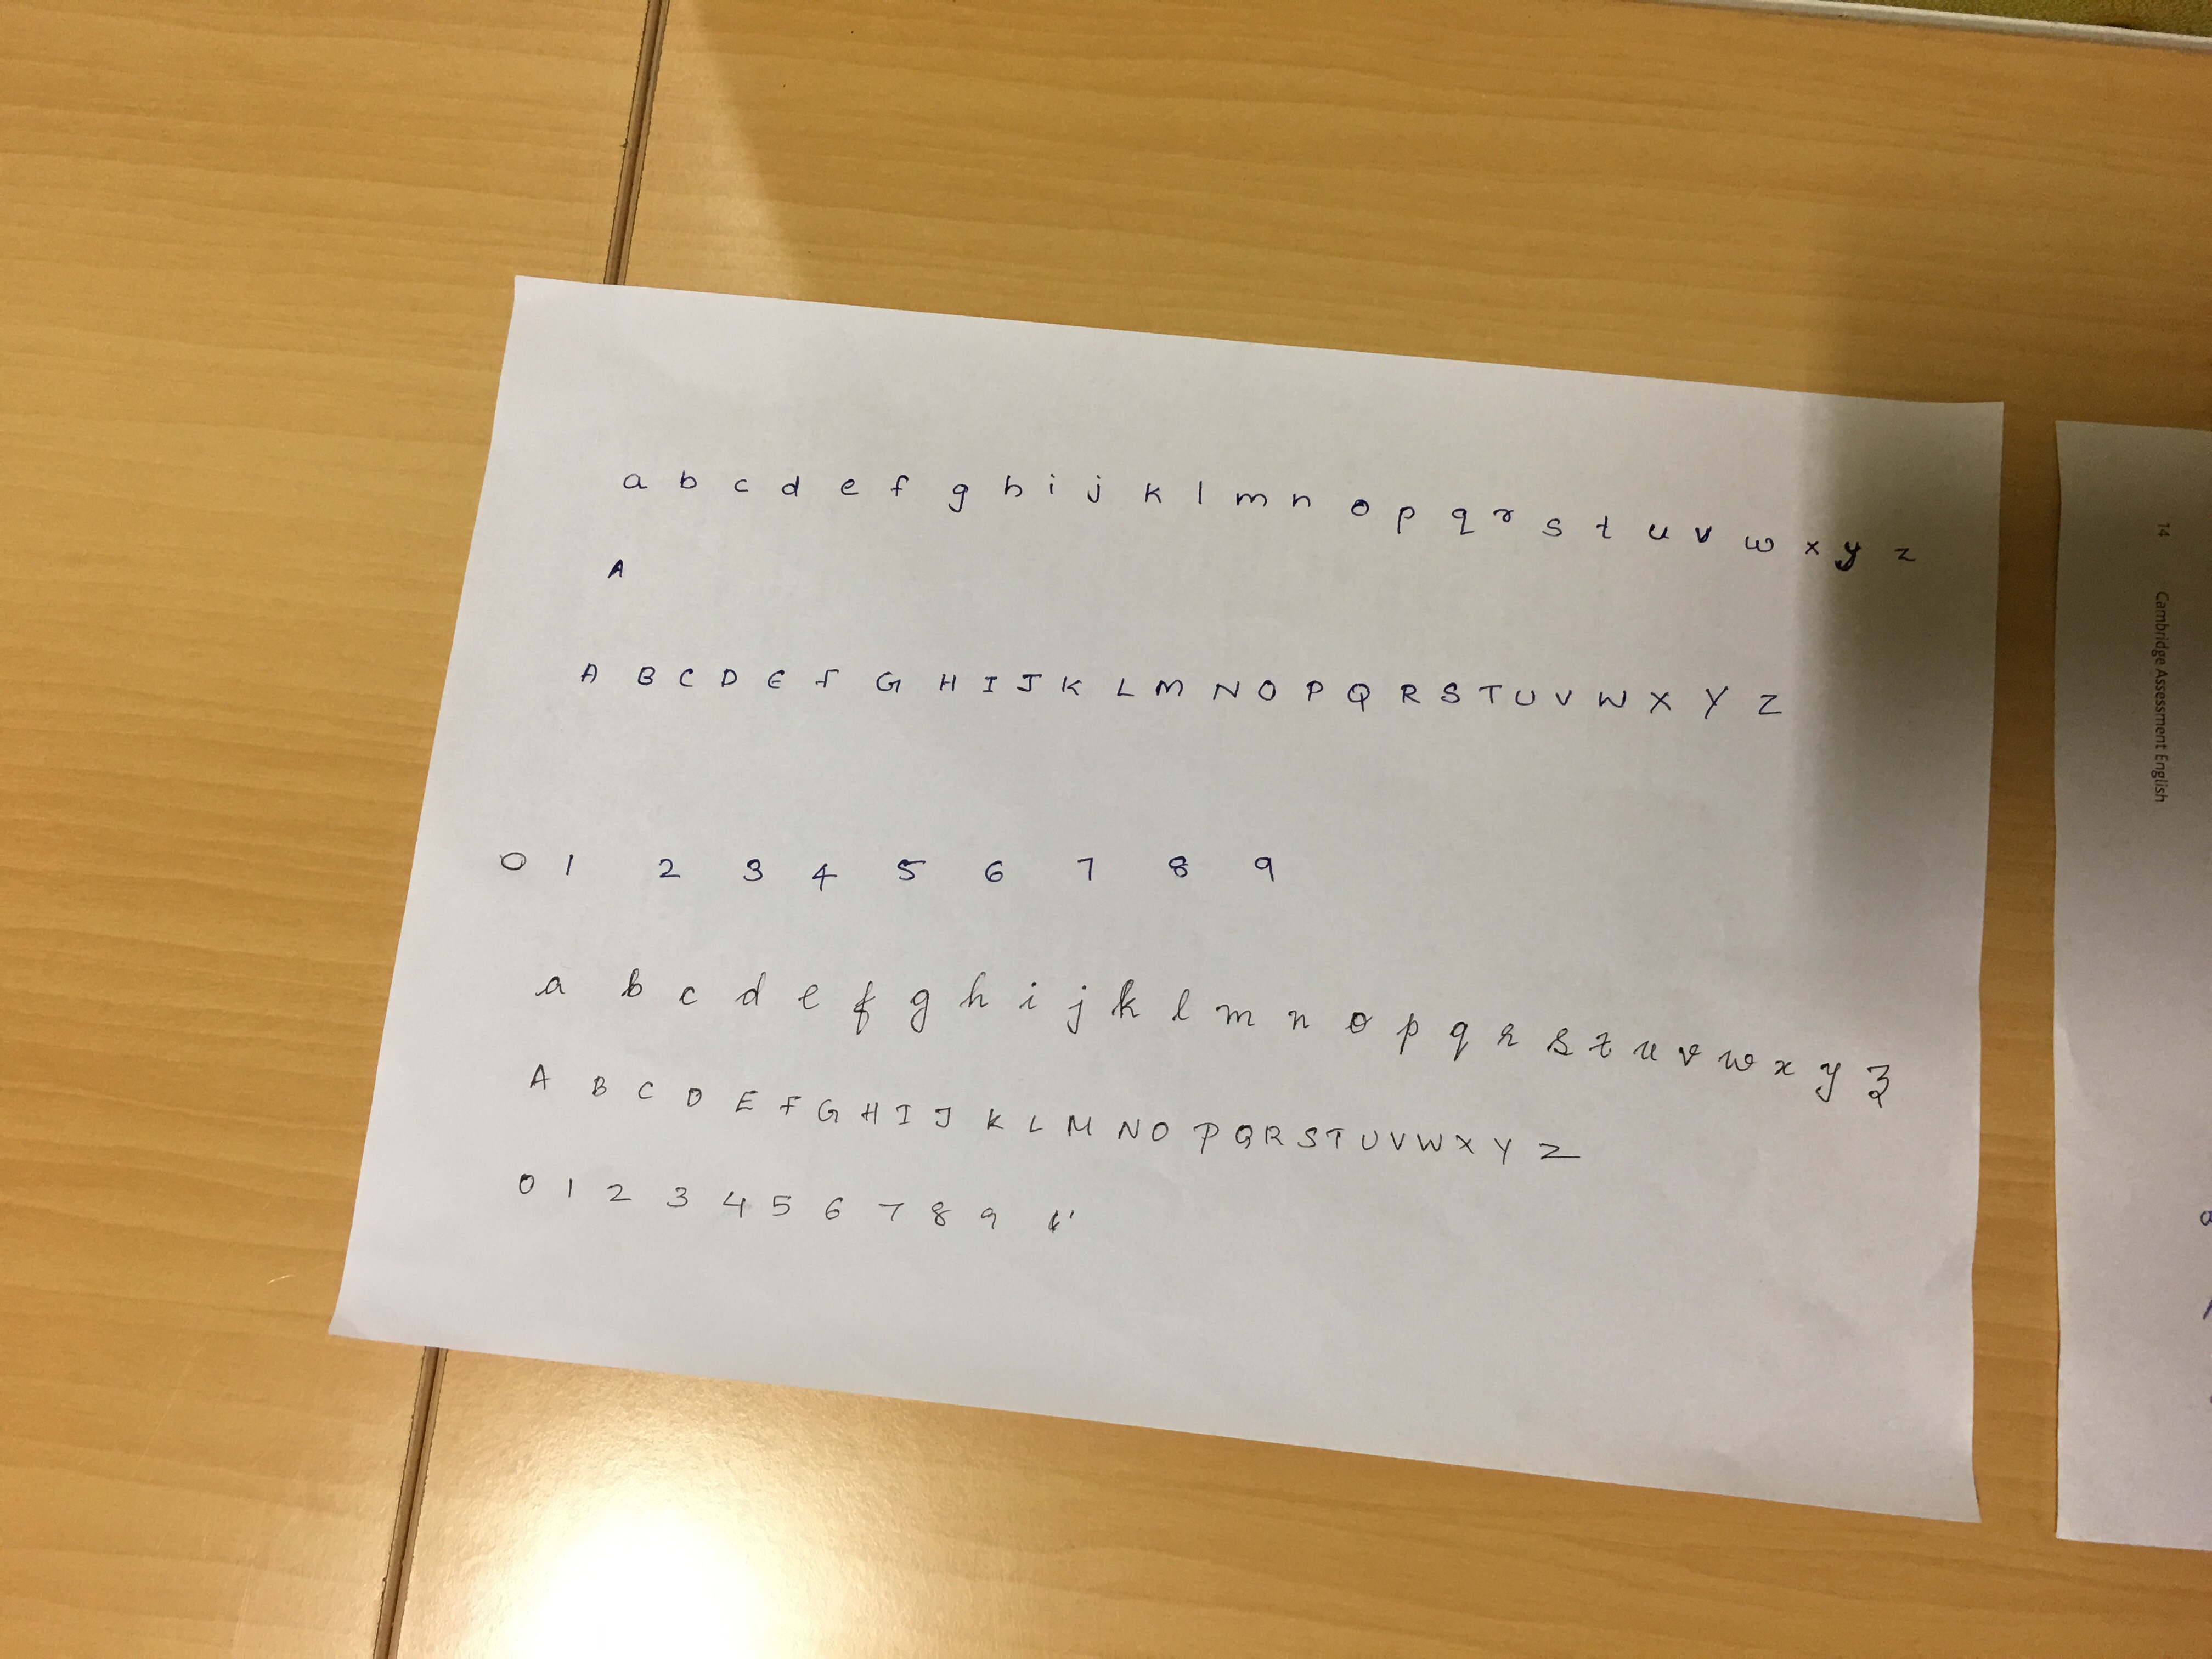 a b c d e f g h i j k l m n o p q r s t u v w x y z
A
A B C D E F G H I J K L M N O P Q R S T U V W X Y Z
0 1 2 3 4 5 6 7 8 9
a b c d e f g h i j k l m n o p q r s t u v w x y z
A B C D E F G H I J K L M N O P Q R S T U V W X Y Z
0 1 2 3 4 5 6 7 8 9
14 Cambridge Assessment English